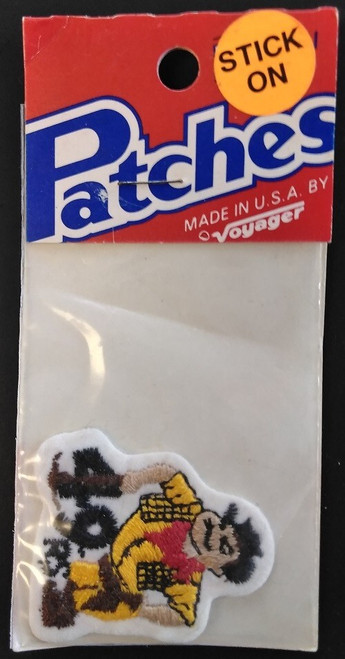 STICK
ON
Patches
MADE IN U.S.A. BY
Voyager